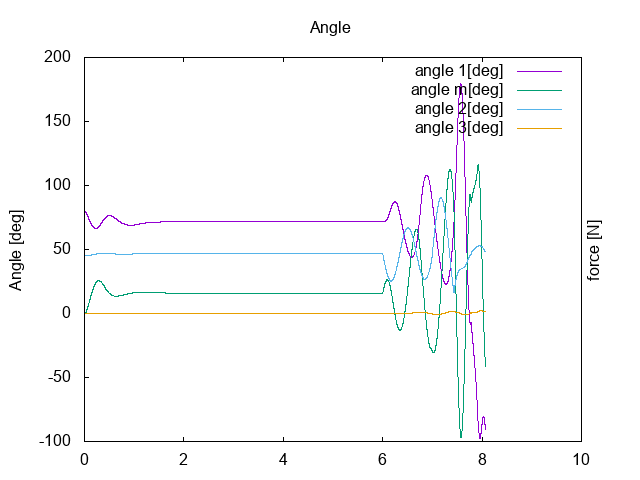 Angle
200
150
100
50
0
-50
-100
0 2 4 6 8 10
Angle [deg]
force [N]
angle 1[deg]
angle n[deg]
angle 2[deg]
angle 3[deg]